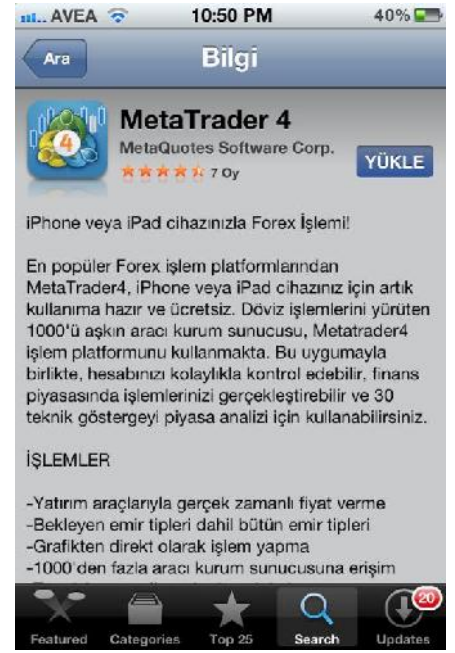 AVEA 10:50 PM 40%
Ara Bilgi
MetaTrader 4
MetaQuotes Software Corp.
YÜKLE
7 Oy
4
iPhone veya iPad cihazınızla Forex İşlemi!
En popüler Forex işlem platformlarından
MetaTrader4, iPhone veya iPad cihazınız için artık
kullanıma hazır ve ücretsiz. Döviz işlemlerini yürüten
1000'ü aşkın aracı kurum sunucusu, Metatrader4
işlem platformunu kullanmakta. Bu uygumayla
birlikte, hesabınızı kolaylıkla kontrol edebilir, finans
piyasasında işlemlerinizi gerçekleştirebilir ve 30
teknik göstergeyi piyasa analizi için kullanabilirsiniz.
İŞLEMLER
-Yatırım araçlarıyla gerçek zamanlı fiyat verme
-Bekleyen emir tipleri dahil bütün emir tipleri
-Grafikten direkt olarak işlem yapma
-1000'den fazla aracı kurum sunucusuna erişim
20
Featured Categories Top 25 Search Updates